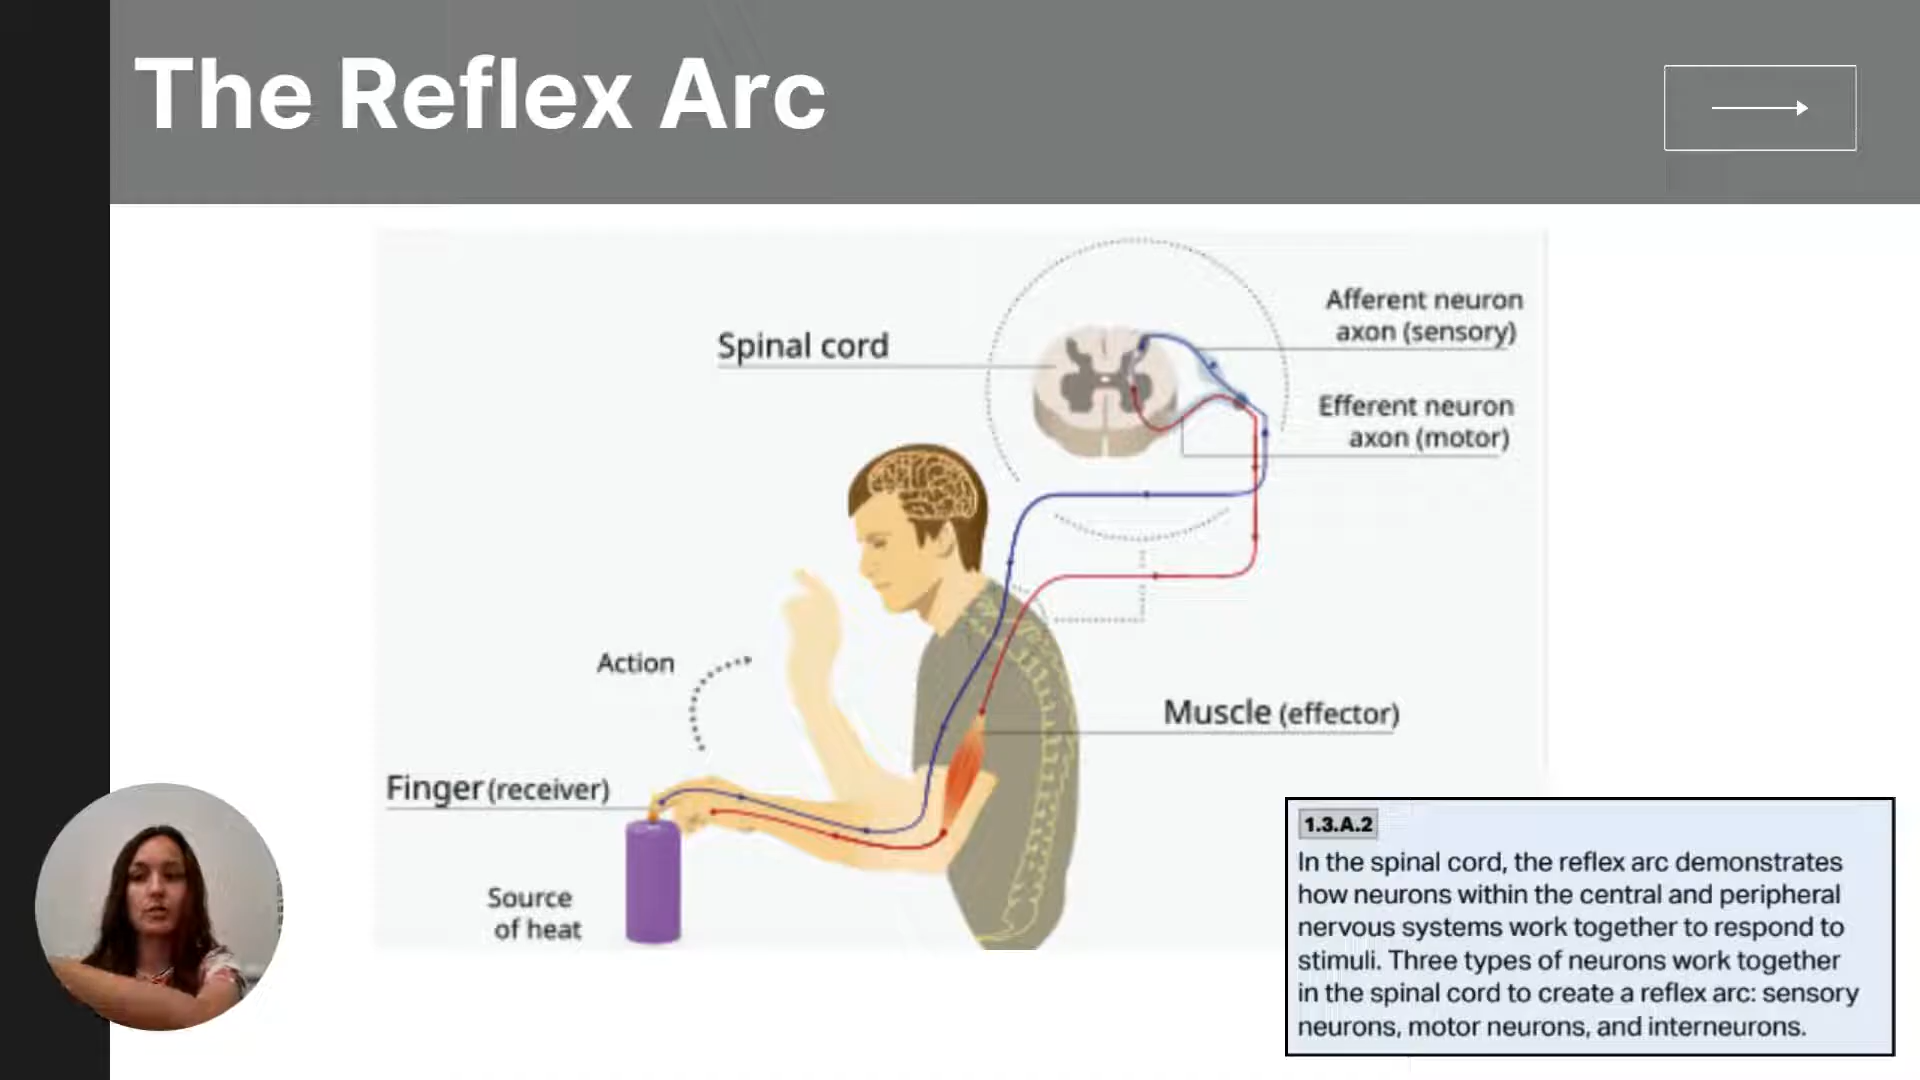 The Reflex Arc
Spinal cord
Afferent neuron
axon (sensory)
Efferent neuron
axon (motor)
Action
Muscle (effector)
Finger (receiver)
Source
of heat
1.3.A.2
In the spinal cord, the reflex arc demonstrates
how neurons within the central and peripheral
nervous systems work together to respond to
stimuli. Three types of neurons work together
in the spinal cord to create a reflex arc: sensory
neurons, motor neurons, and interneurons.